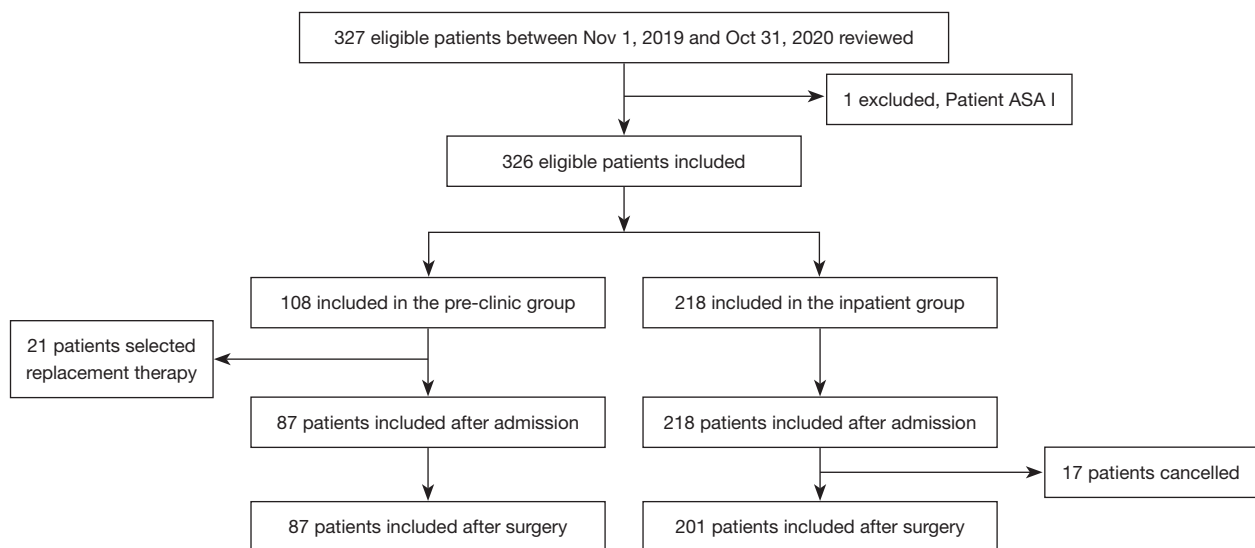 327 eligible patients between Nov 1, 2019 and Oct 31, 2020 reviewed
1 excluded, Patient ASA I
326 eligible patients included
108 included in the pre-clinic group
218 included in the inpatient group
21 patients selected
replacement therapy
87 patients included after admission
218 patients included after admission
17 patients cancelled
87 patients included after surgery
201 patients included after surgery